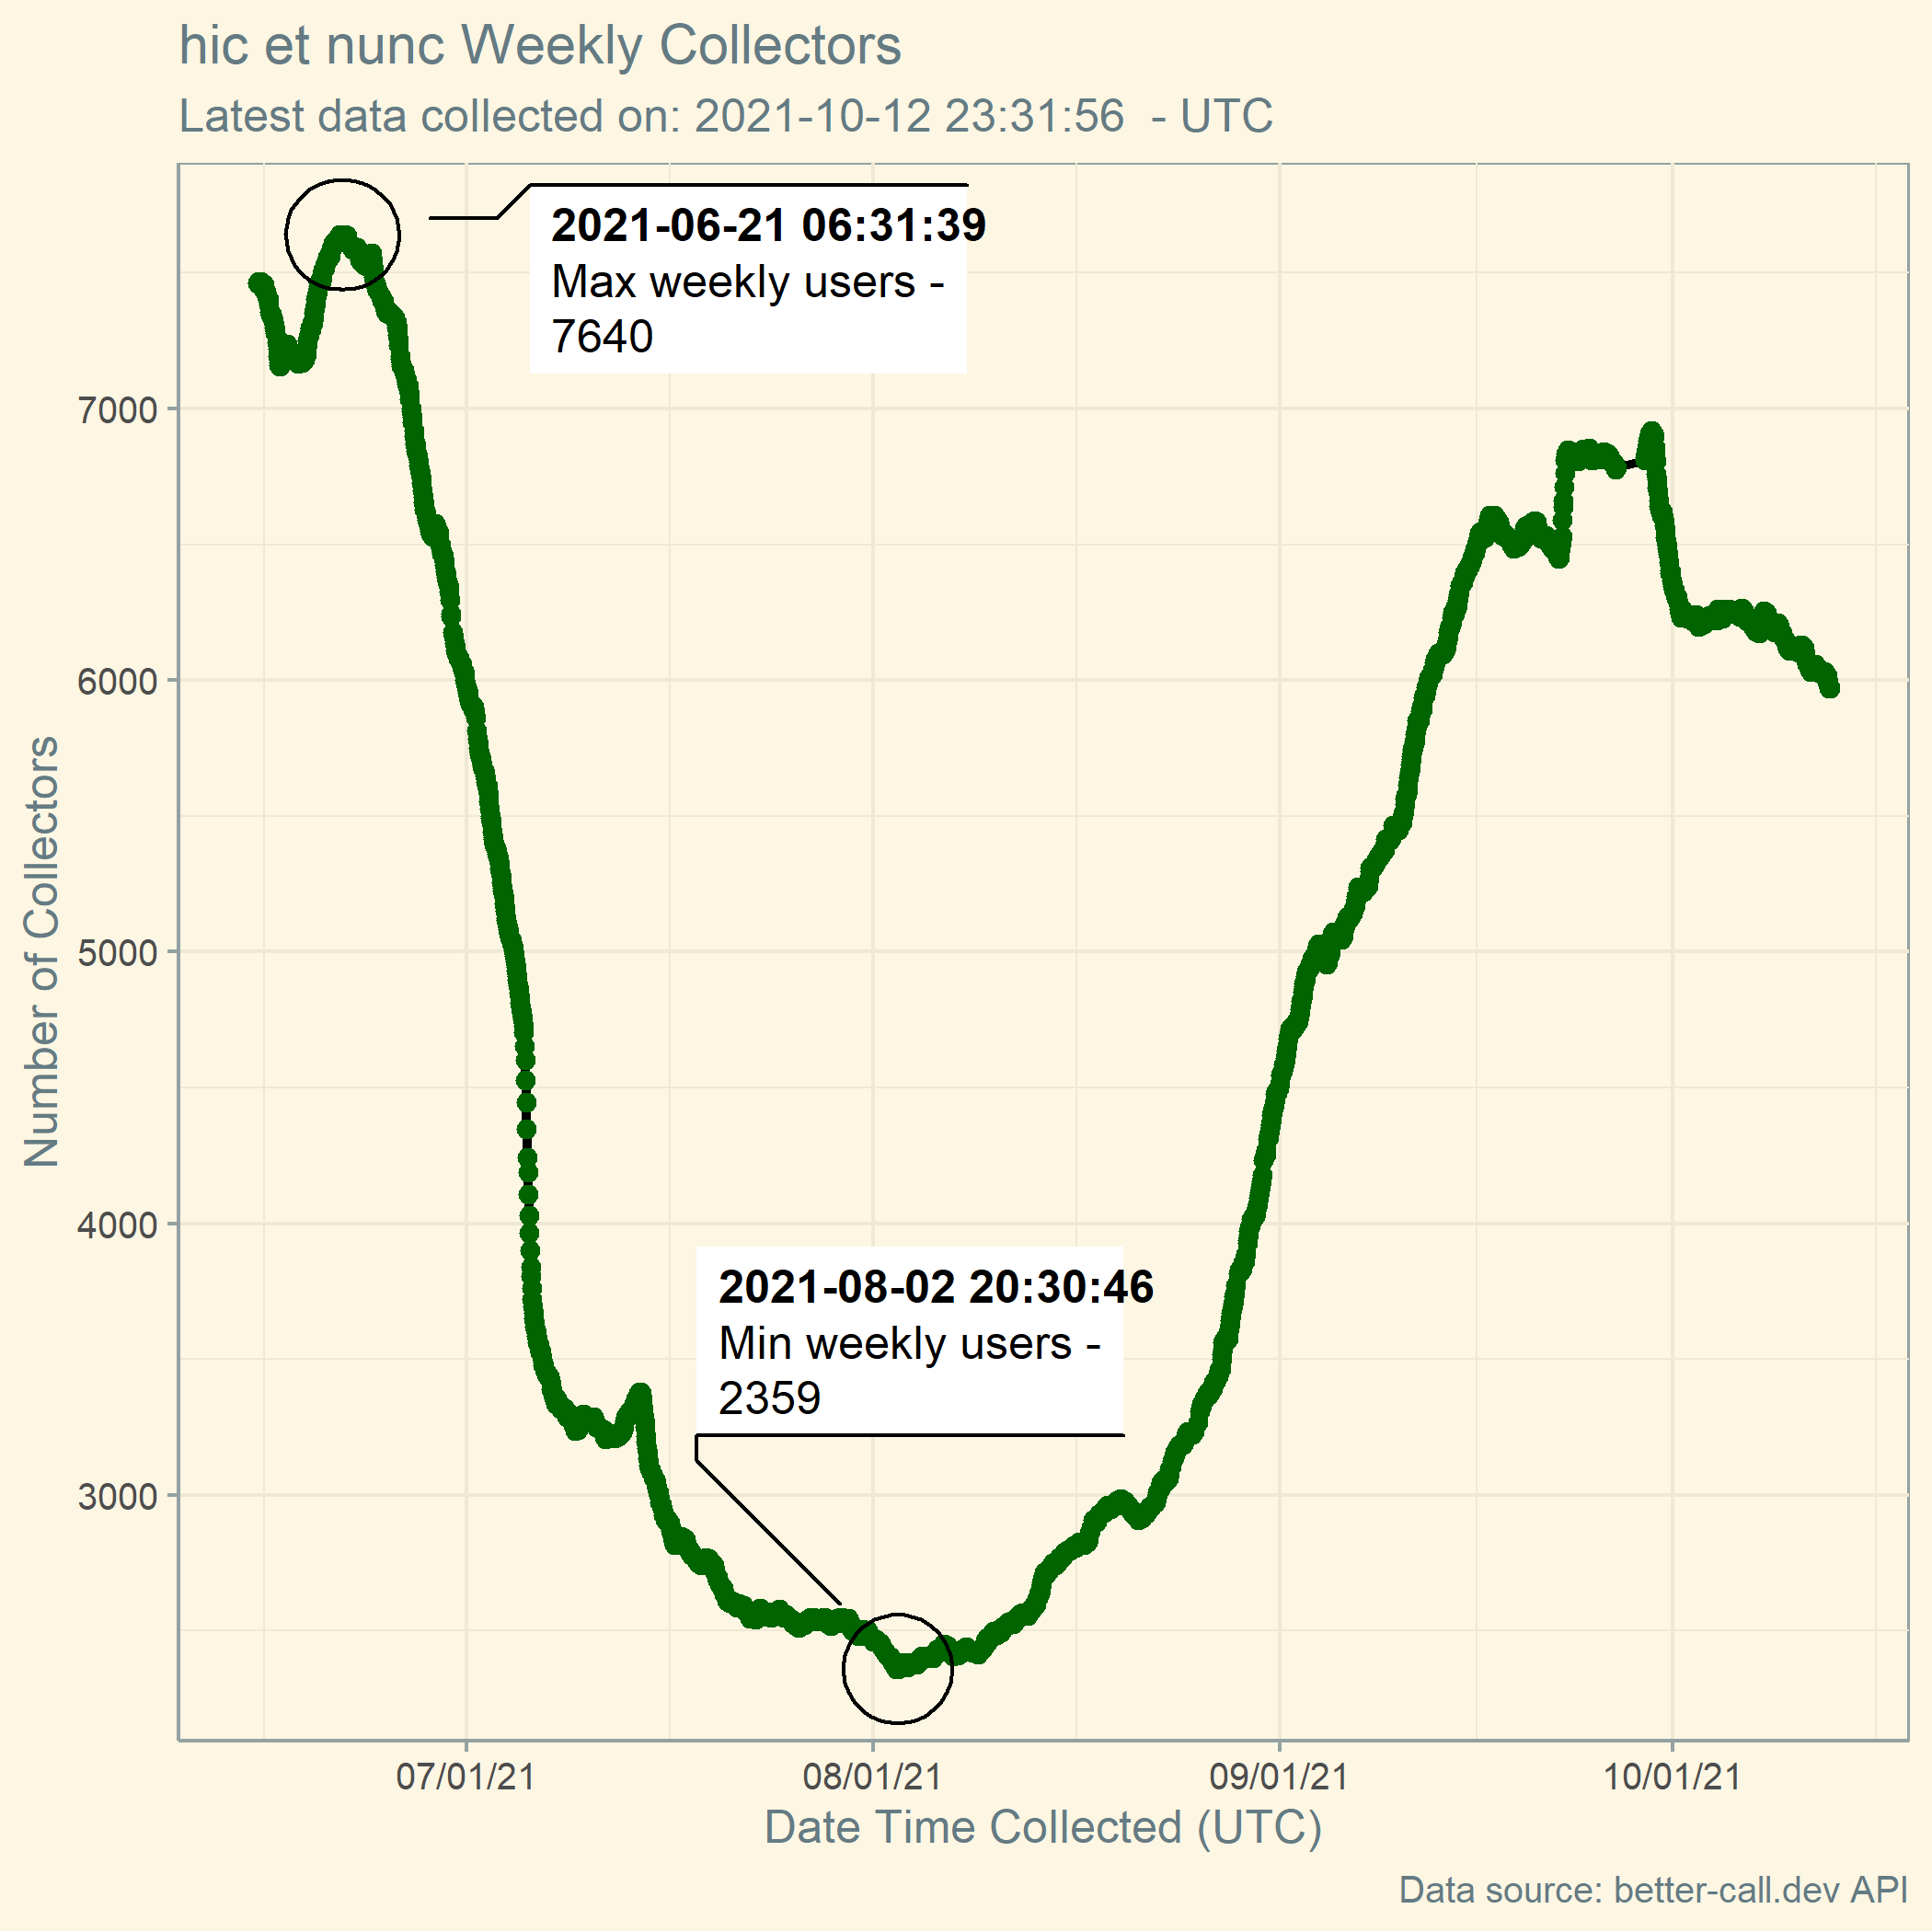 hic et nunc Weekly Collectors
Latest data collected on: 2021-10-12 23:31:56  - UTC
2021-06-21 06:31:39
Max weekly users -
7640
7000
6000
5000
4000
3000
Number of Collectors
2021-08-02 20:30:46
Min weekly users -
2359
07/01/21
08/01/21
09/01/21
10/01/21
Date Time Collected (UTC)
Data source: better-call.dev API